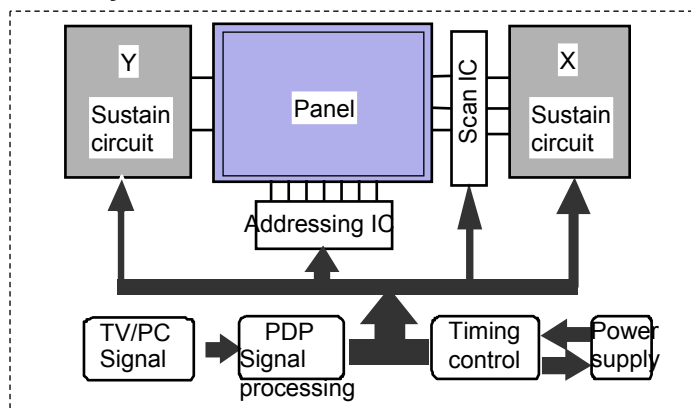 Y
Sustain
circuit
Panel
Scan IC
X
Sustain
circuit
Addressing IC
TV/PC
Signal
PDP
Signal
processing
Timing
control
Power
supply